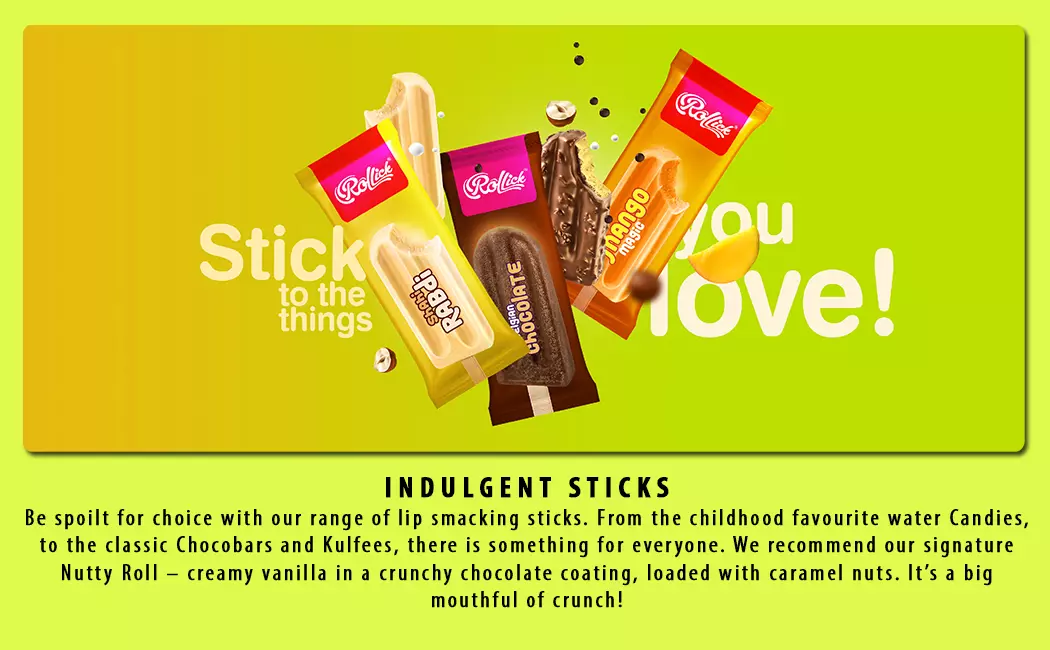 Rollick
Rollick
Rollick
Stick
to the
things
you
love!
Shahi
RABdi
CHOCOLATE
MANGO
MAGIC
INDULGENT STICKS
Be spoilt for choice with our range of lip smacking sticks. From the childhood favourite water Candies,
to the classic Chocobars and Kulfees, there is something for everyone. We recommend our signature
Nutty Roll – creamy vanilla in a crunchy chocolate coating, loaded with caramel nuts. It’s a big
mouthful of crunch!